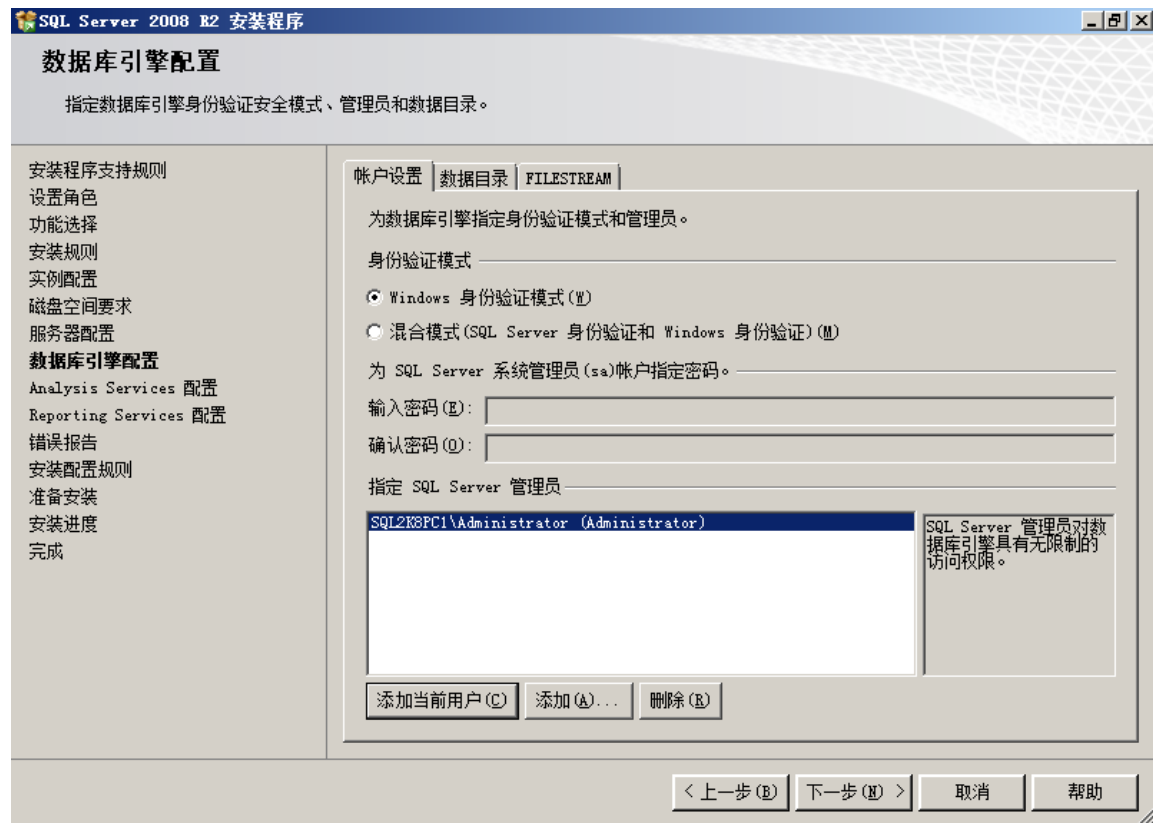 SQL Server 2008 R2 安装程序
数据库引擎配置
指定数据库引擎身份验证安全模式、管理员和数据目录。
安装程序支持规则
设置角色
功能选择
安装规则
实例配置
磁盘空间要求
服务器配置
数据库引擎配置
Analysis Services 配置
Reporting Services 配置
错误报告
安装配置规则
准备安装
安装进度
完成
帐户设置 数据目录 FILESTREAM
为数据库引擎指定身份验证模式和管理员。
身份验证模式
Windows 身份验证模式(W)
混合模式(SQL Server 身份验证和 Windows 身份验证)(M)
为 SQL Server 系统管理员(sa)帐户指定密码。
输入密码(E):
确认密码(O):
指定 SQL Server 管理员
SQL2K8PC1\Administrator (Administrator)
SQL Server 管理员对数
据库引擎具有无限制的
访问权限。
添加当前用户(C) 添加(A)... 删除(R)
< 上一步(B) 下一步(N) > 取消 帮助